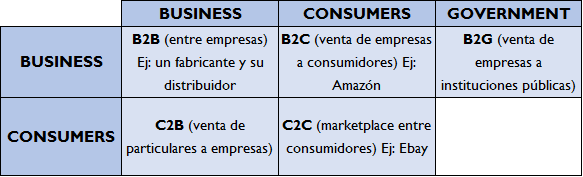 BUSINESS CONSUMERS GOVERNMENT
BUSINESS
B2B (entre empresas)
Ej: un fabricante y su
distribuidor
B2C (venta de empresas
a consumidores) Ej:
Amazón
B2G (venta de
empresas a
instituciones públicas)
CONSUMERS
C2B (venta de
particulares a empresas)
C2C (marketplace entre
consumidores) Ej: Ebay